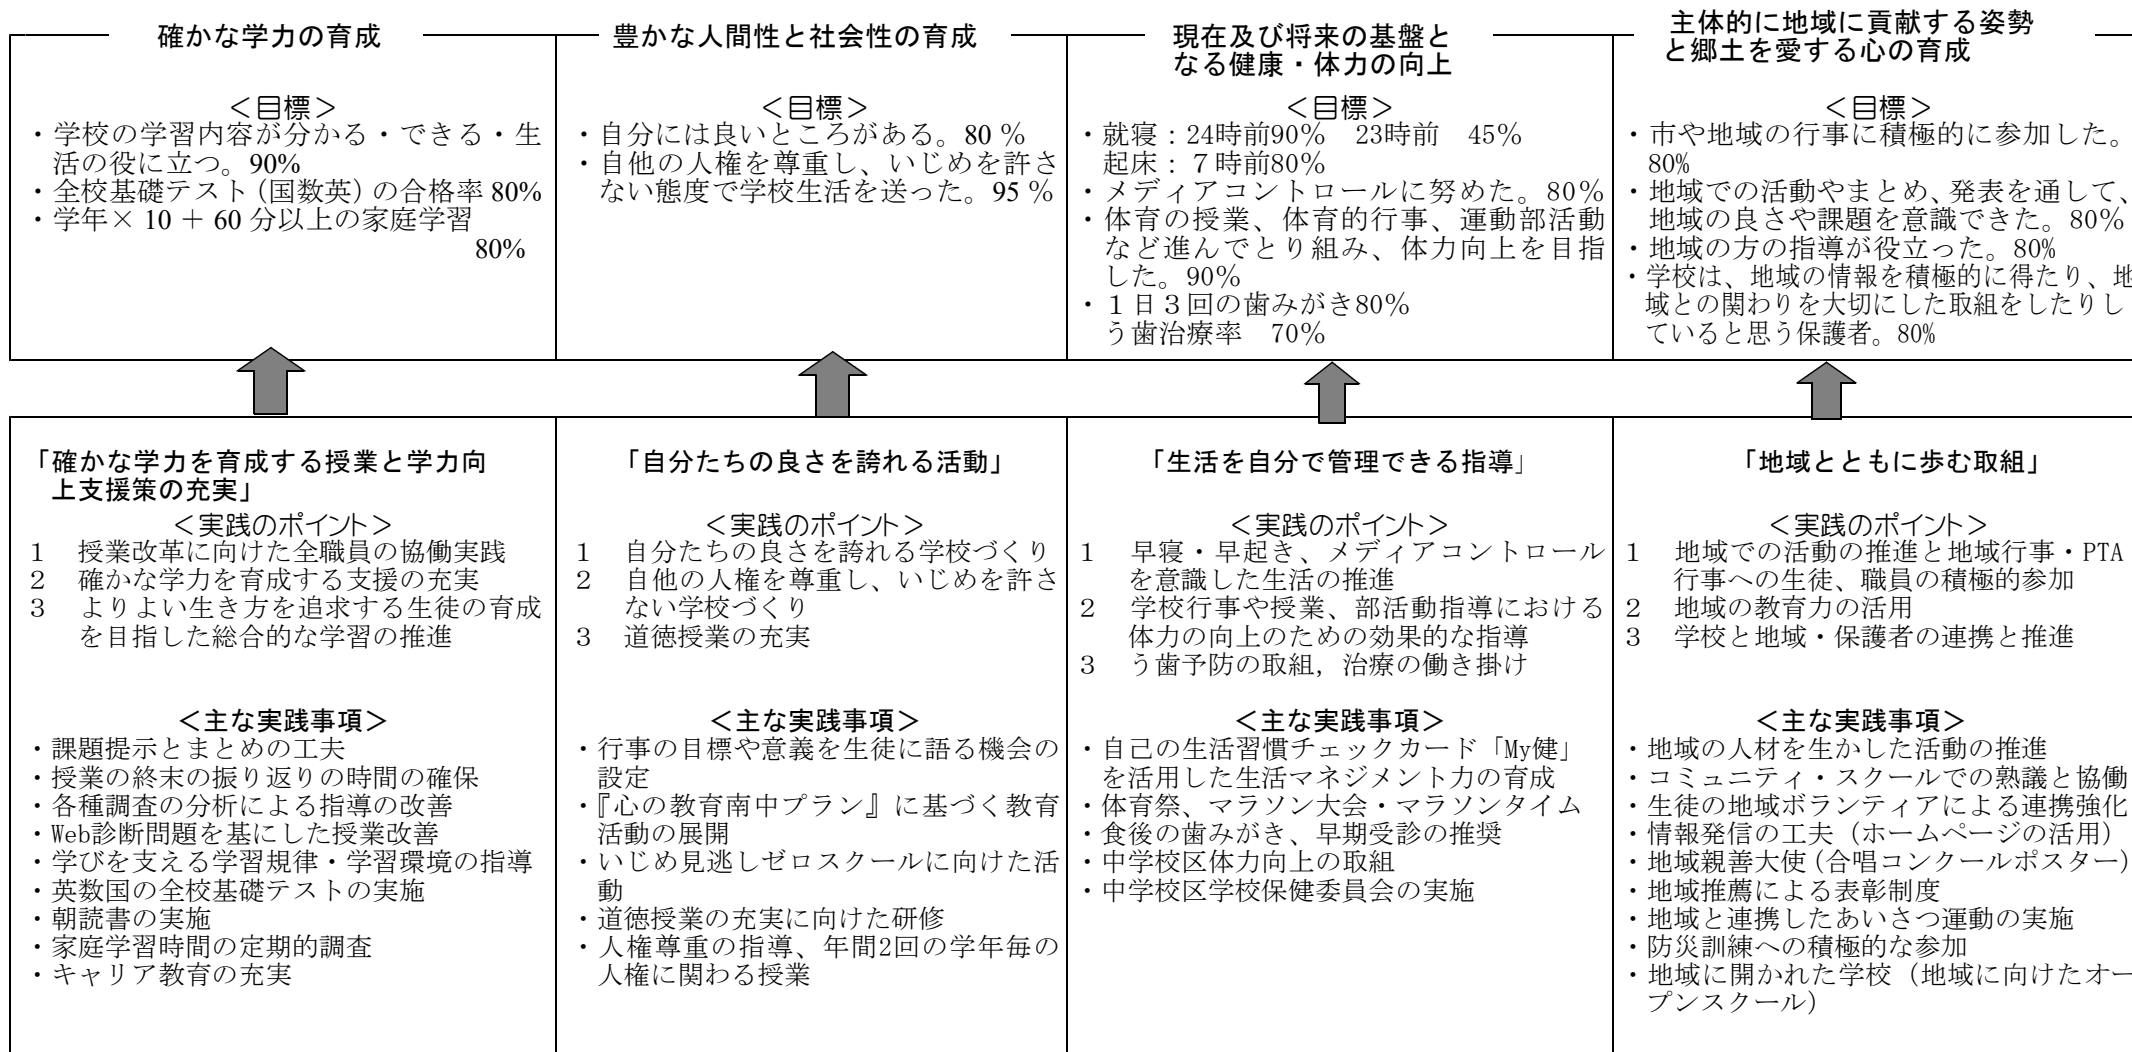 確かな学力の育成
＜目標＞
・学校の学習内容が分かる・できる・生
活の役に立つ。90%
・全校基礎テスト（国数英）の合格率 80%
・学年× 10 ＋ 60 分以上の家庭学習
80%
豊かな人間性と社会性の育成
＜目標＞
・自分には良いところがある。80 ％
・自他の人権を尊重し、いじめを許さ
ない態度で学校生活を送った。95 ％
現在及び将来の基盤と
なる健康・体力の向上
＜目標＞
・就寝：24時前90％　23時前　45％
起床：７時前80％
・メディアコントロールに努めた。80％
・体育の授業、体育的行事、運動部活動
など進んでとり組み、体力向上を目指
した。90％
・１日３回の歯みがき80％
う歯治療率　70％
主体的に地域に貢献する姿勢
と郷土を愛する心の育成
＜目標＞
・市や地域の行事に積極的に参加した。
80%
・地域での活動やまとめ、発表を通して、
地域の良さや課題を意識できた。80％
・地域の方の指導が役立った。80%
・学校は、地域の情報を積極的に得たり、地
域との関わりを大切にした取組をしたりし
ていると思う保護者。80%
「確かな学力を育成する授業と学力向
上支援策の充実」
＜実践のポイント＞
1　授業改革に向けた全職員の協働実践
2　確かな学力を育成する支援の充実
3　よりよい生き方を追求する生徒の育成
を目指した総合的な学習の推進
＜主な実践事項＞
・課題提示とまとめの工夫
・授業の終末の振り返りの時間の確保
・各種調査の分析による指導の改善
・Web診断問題を基にした授業改善
・学びを支える学習規律・学習環境の指導
・英数国の全校基礎テストの実施
・朝読書の実施
・家庭学習時間の定期的調査
・キャリア教育の充実
「自分たちの良さを誇れる活動」
＜実践のポイント＞
1　自分たちの良さを誇れる学校づくり
2　自他の人権を尊重し、いじめを許さ
ない学校づくり
3　道徳授業の充実
＜主な実践事項＞
・行事の目標や意義を生徒に語る機会の
設定
・『心の教育南中プラン』に基づく教育
活動の展開
・いじめ見逃しゼロスクールに向けた活
動
・道徳授業の充実に向けた研修
・人権尊重の指導、年間2回の学年毎の
人権に関わる授業
「生活を自分で管理できる指導」
＜実践のポイント＞
1　早寝・早起き、メディアコントロール
を意識した生活の推進
2　学校行事や授業、部活動指導における
体力の向上のための効果的な指導
3　う歯予防の取組，治療の働き掛け
＜主な実践事項＞
・自己の生活習慣チェックカード「My健」
を活用した生活マネジメント力の育成
・体育祭、マラソン大会・マラソンタイム
・食後の歯みがき、早期受診の推奨
・中学校区体力向上の取組
・中学校区学校保健委員会の実施
「地域とともに歩む取組」
＜実践のポイント＞
1　地域での活動の推進と地域行事・PTA
行事への生徒、職員の積極的参加
2　地域の教育力の活用
3　学校と地域・保護者の連携と推進
＜主な実践事項＞
・地域の人材を生かした活動の推進
・コミュニティ・スクールでの熟議と協働
・生徒の地域ボランティアによる連携強化
・情報発信の工夫（ホームページの活用）
・地域親善大使（合唱コンクールポスター）
・地域推薦による表彰制度
・地域と連携したあいさつ運動の実施
・防災訓練への積極的な参加
・地域に開かれた学校（地域に向けたオー
プンスクール）